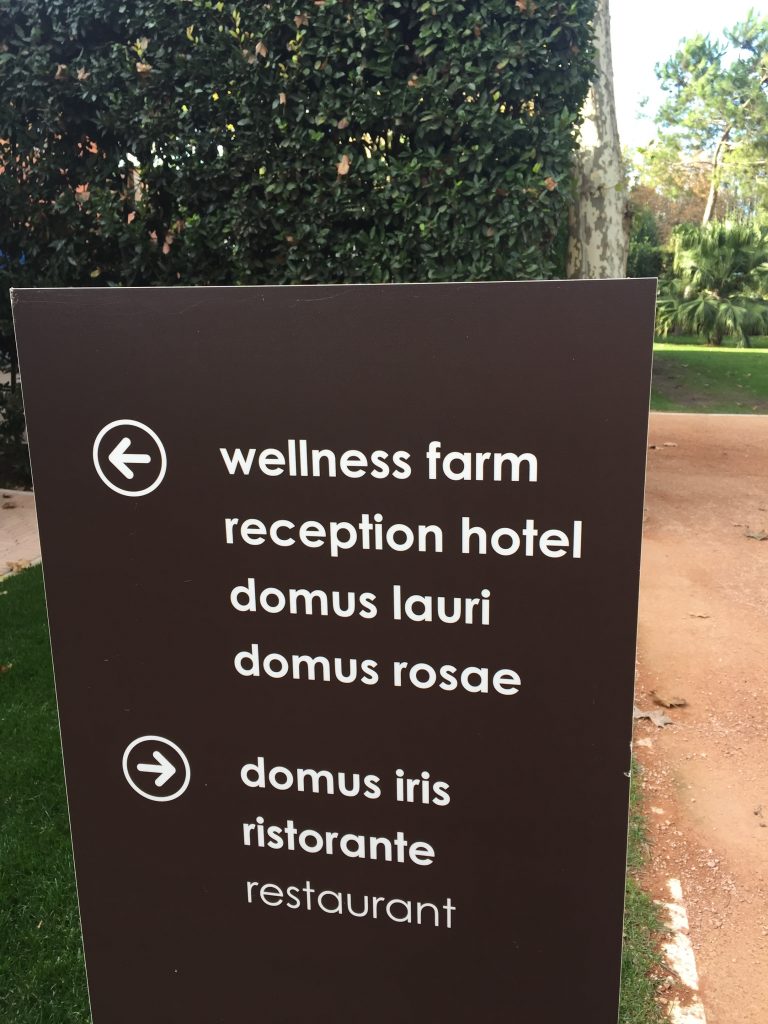 wellness farm
reception hotel
domus lauri
domus rosae
domus iris
ristorante
restaurant